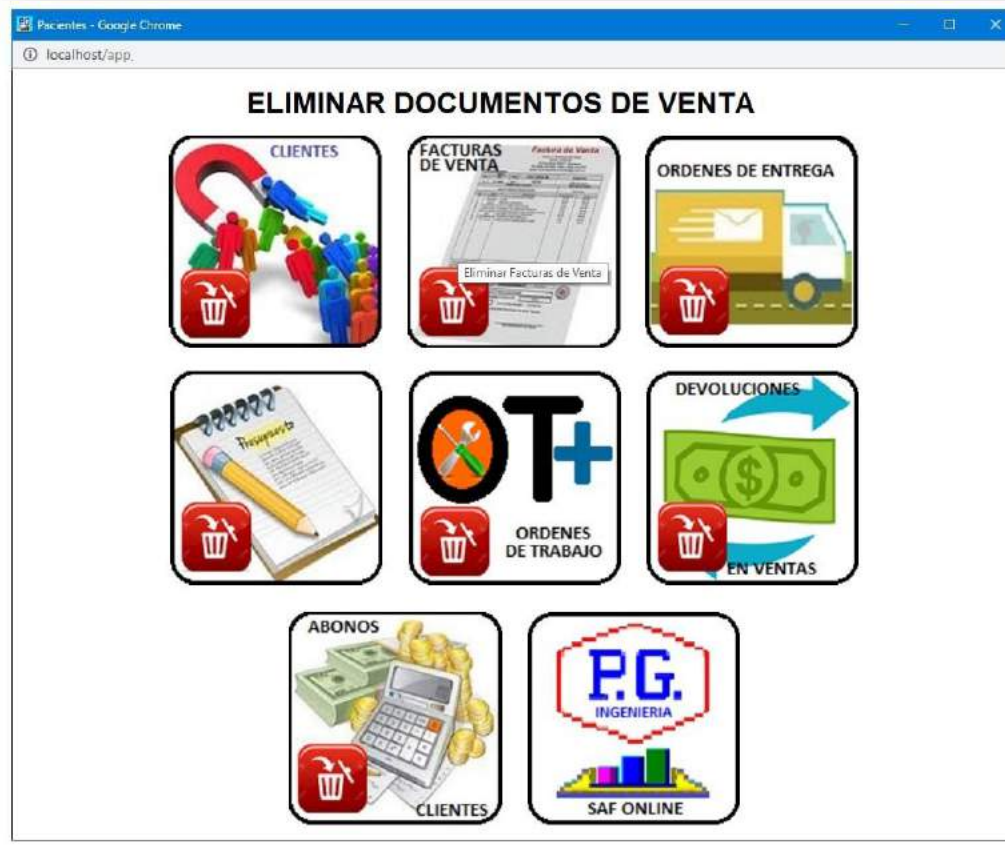 Pacientes - Google Chrome
localhost/app.
ELIMINAR DOCUMENTOS DE VENTA
CLIENTES
FACTURAS
DE VENTA
Factura de Venta
ORDENES DE ENTREGA
Eliminar Facturas de Venta
Presupuesto
OT+
ORDENES
DE TRABAJO
DEVOLUCIONES
$
EN VENTAS
ABONOS
CLIENTES
P.G.
INGENIERIA
SAF ONLINE